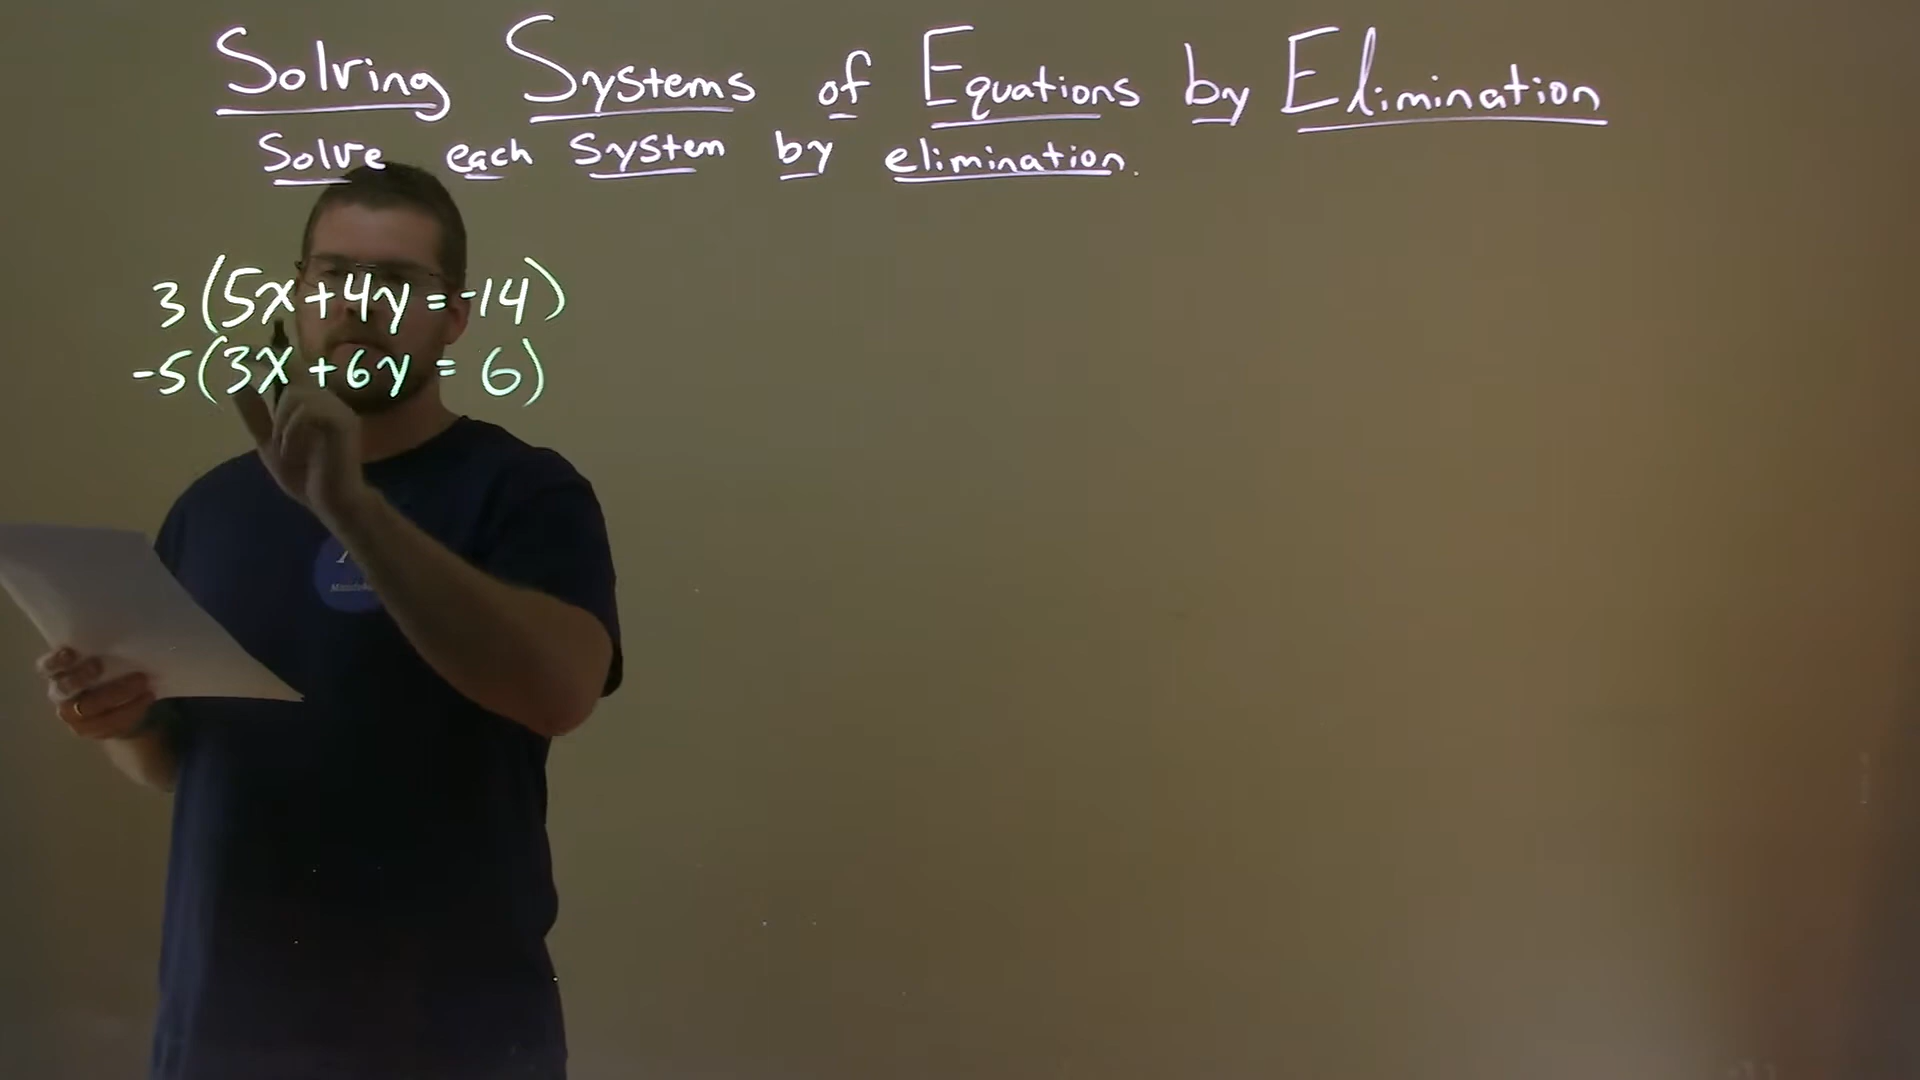 Solving Systems of Equations by Elimination
Solve each system by elimination.
3(5x+4y=-14)
-5(3x+6y=6)